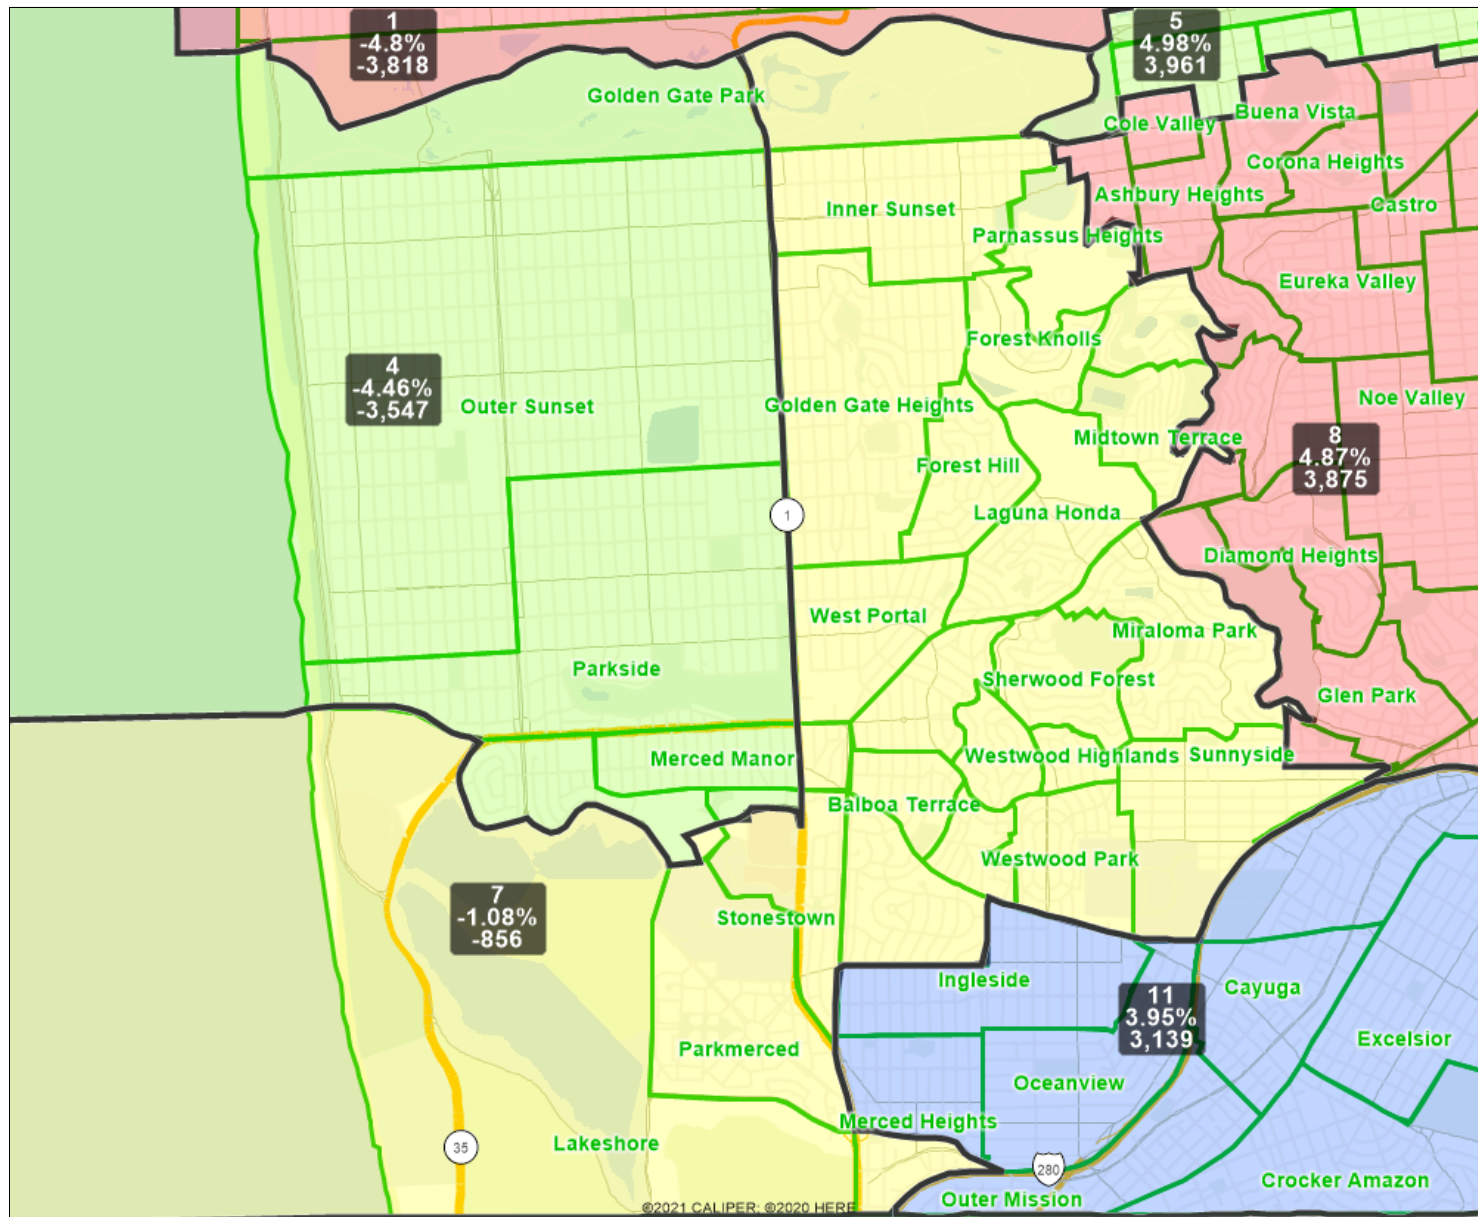 1
-4.8%
-3,818
5
4.98%
3,961
Golden Gate Park
Buena Vista
Cole Valley
Corona Heights
Ashbury Heights
Castro
Inner Sunset
Parnassus Heights
Eureka Valley
Forest Knolls
4
-4.46%
-3,547
Outer Sunset
Golden Gate Heights
Noe Valley
Midtown Terrace
8
4.87%
3,875
Forest Hill
Laguna Honda
1
Diamond Heights
West Portal
Miraloma Park
Parkside
Sherwood Forest
Glen Park
Merced Manor
Westwood Highlands
Sunnyside
Balboa Terrace
Westwood Park
7
-1.08%
-856
Stonestown
Ingleside
Cayuga
11
3.95%
3,139
Excelsior
Parkmerced
Oceanview
Merced Heights
Lakeshore
35
280
Crocker Amazon
Outer Mission
©2021 CALIPER; ©2020 HERE